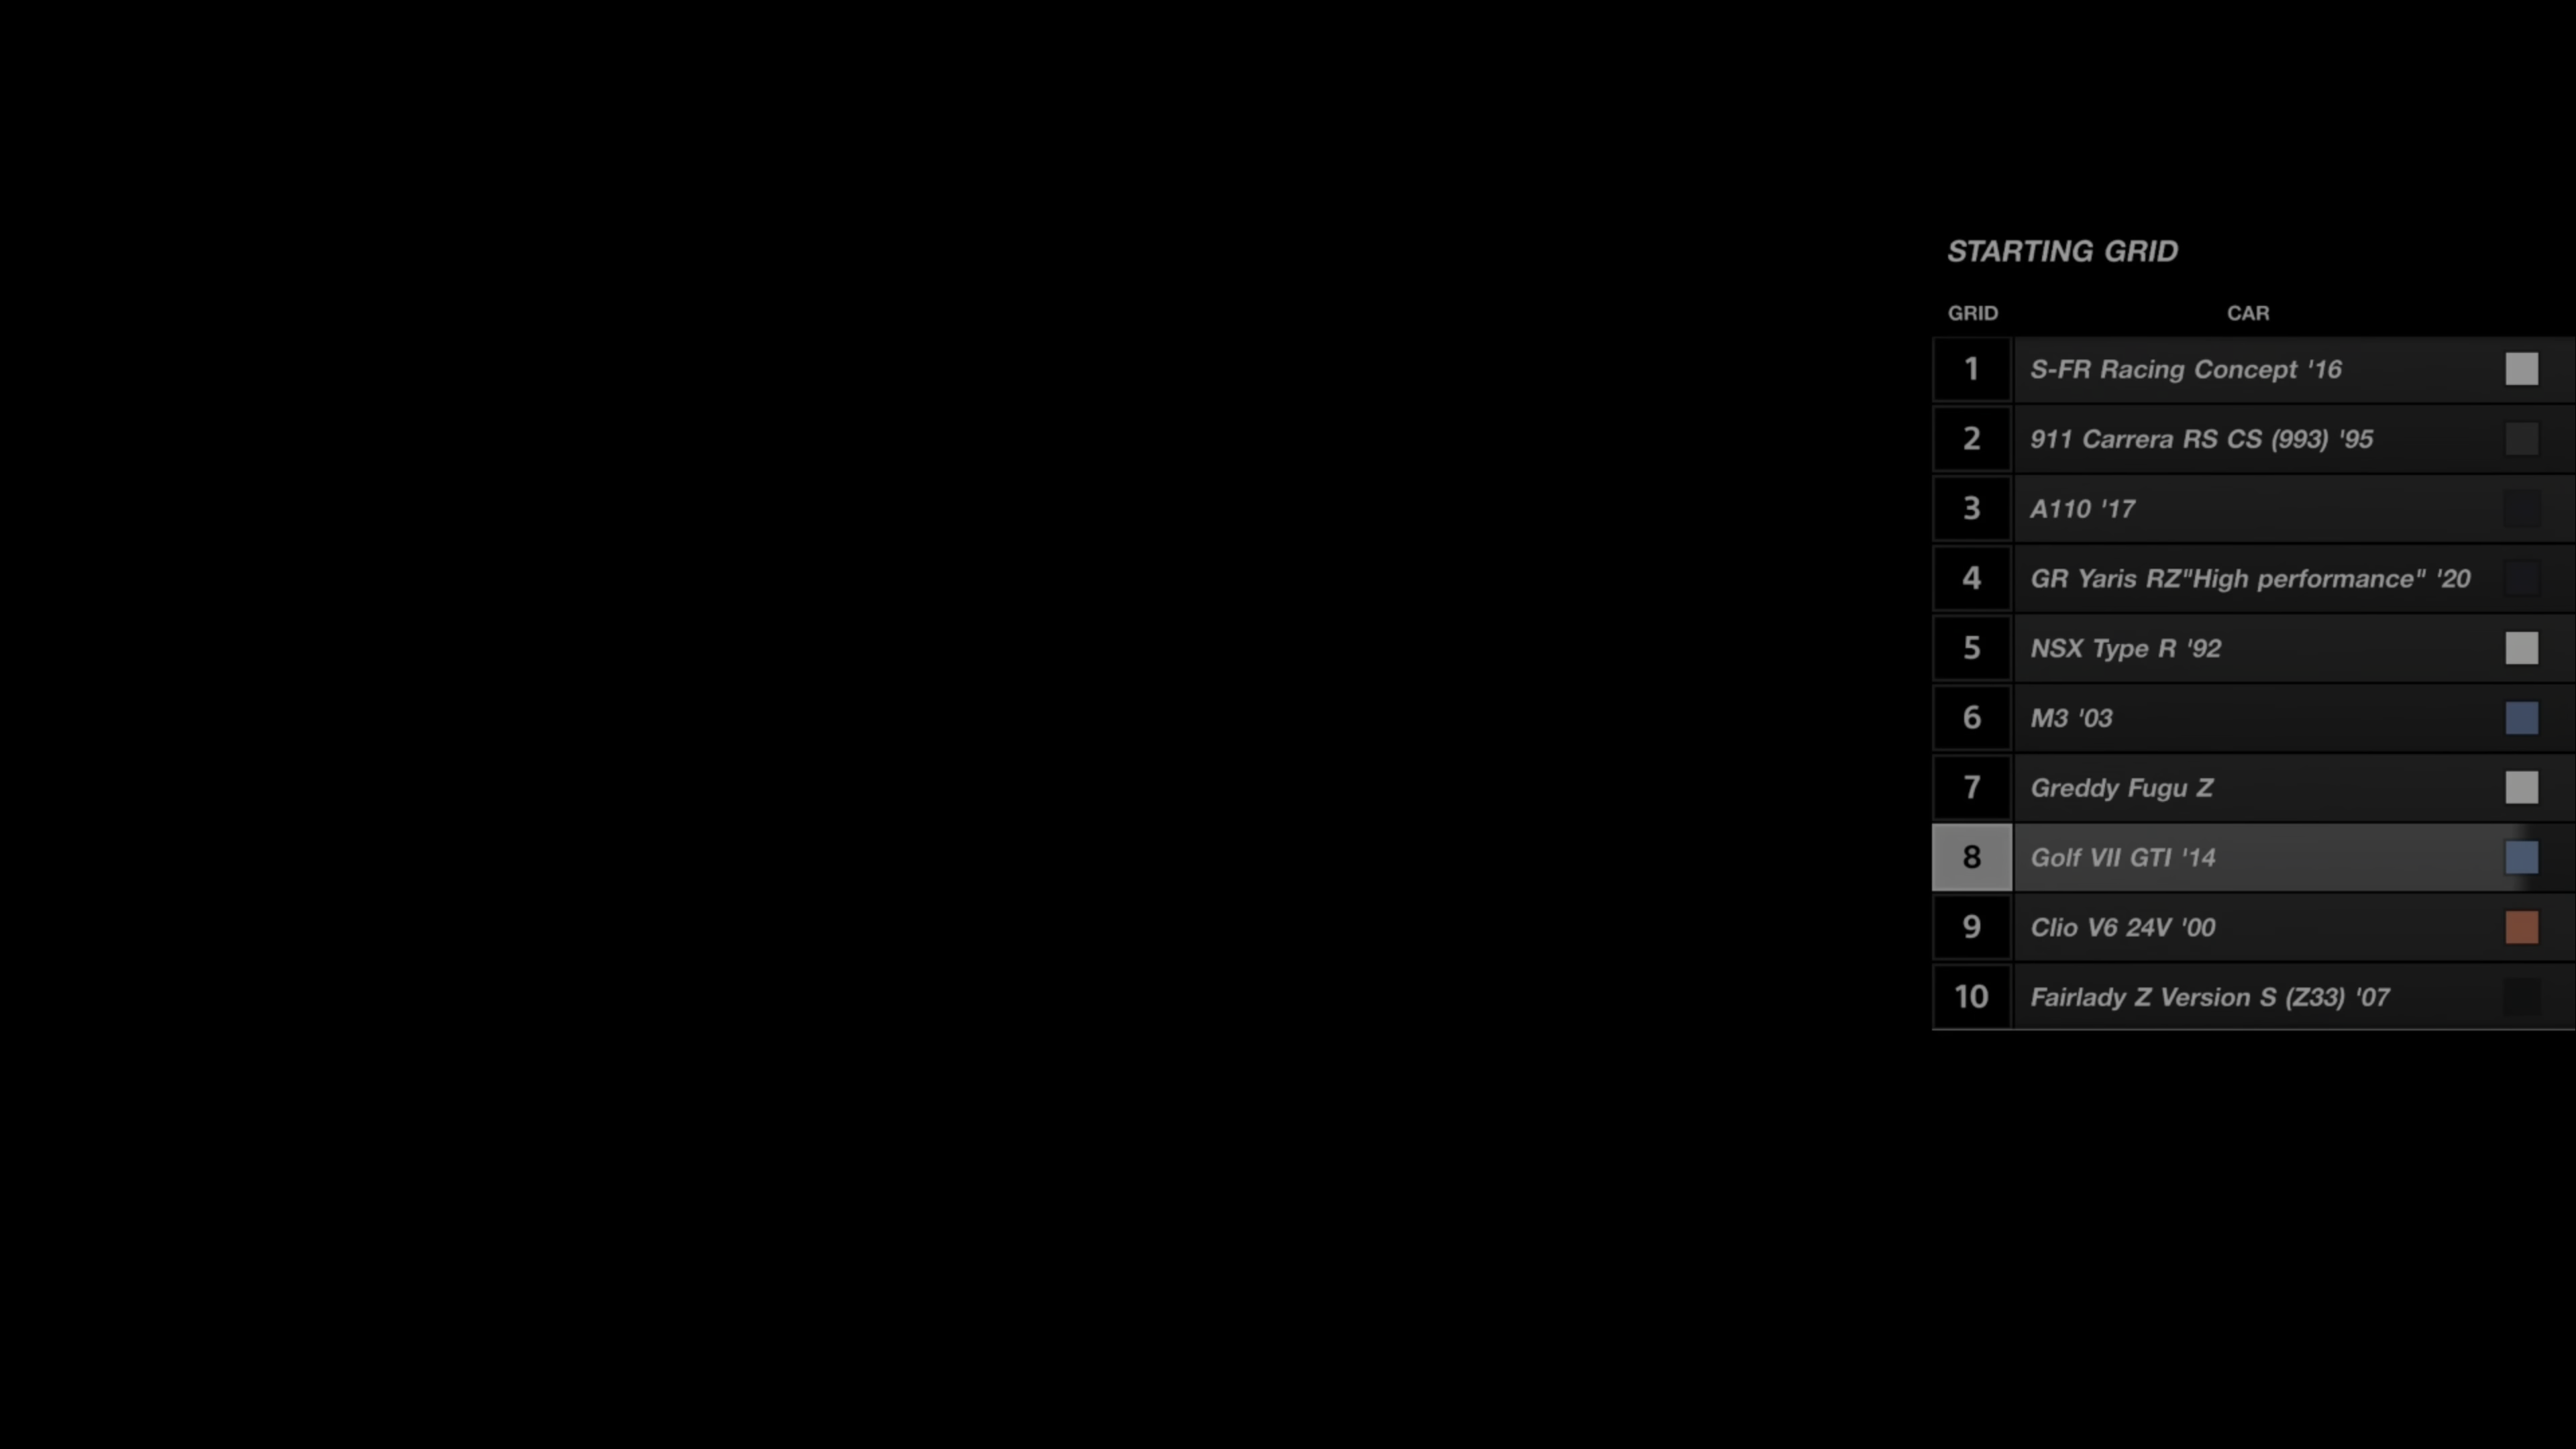 STARTING GRID
GRID CAR
1 S-FR Racing Concept '16
2 911 Carrera RS CS (993) '95
3 A110 '17
4 GR Yaris RZ"High performance" '20
5 NSX Type R '92
6 M3 '03
7 Greddy Fugu Z
8 Golf VII GTI '14
9 Clio V6 24V '00
10 Fairlady Z Version S (Z33) '07